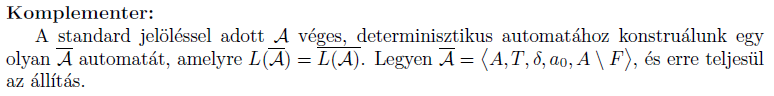 Komplementer:
A standard jelöléssel adott 𝒜 véges, determinisztikus automatához konstruálunk egy
olyan 𝒜̅ automatát, amelyre L(𝒜̅) = \overline{L(𝒜)}. Legyen 𝒜̅ = ⟨A, T, δ, a₀, A \ F⟩, és erre teljesül
az állítás.